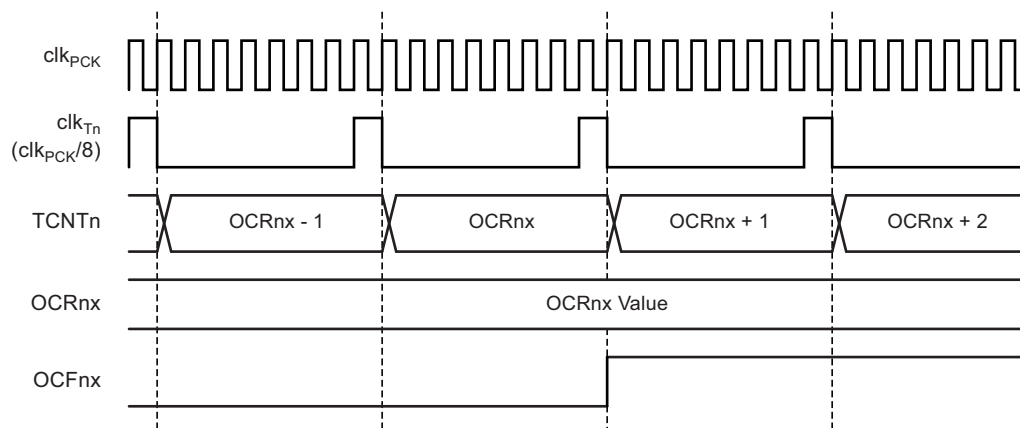 clkPCK
clkTn
(clkPCK/8)
TCNTn
OCRnx - 1
OCRnx
OCRnx + 1
OCRnx + 2
OCRnx
OCRnx Value
OCFnx